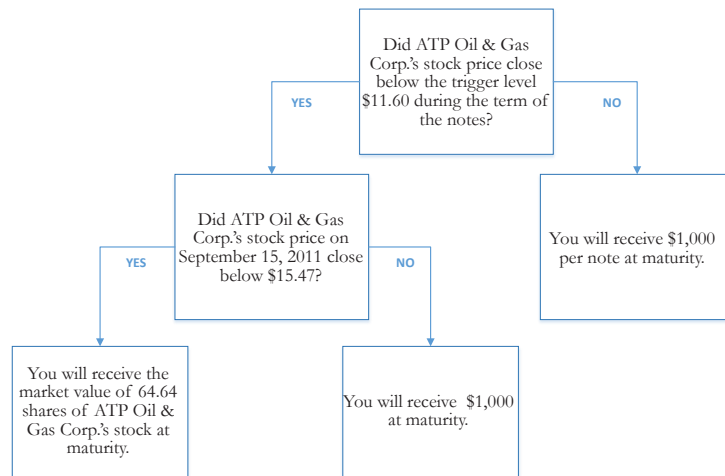 Did ATP Oil & Gas
Corp.'s stock price close
below the trigger level
$11.60 during the term of
the notes?
YES
NO
Did ATP Oil & Gas
Corp.'s stock price on
September 15, 2011 close
below $15.47?
You will receive $1,000
per note at maturity.
YES
NO
You will receive the
market value of 64.64
shares of ATP Oil &
Gas Corp.'s stock at
maturity.
You will receive $1,000
at maturity.